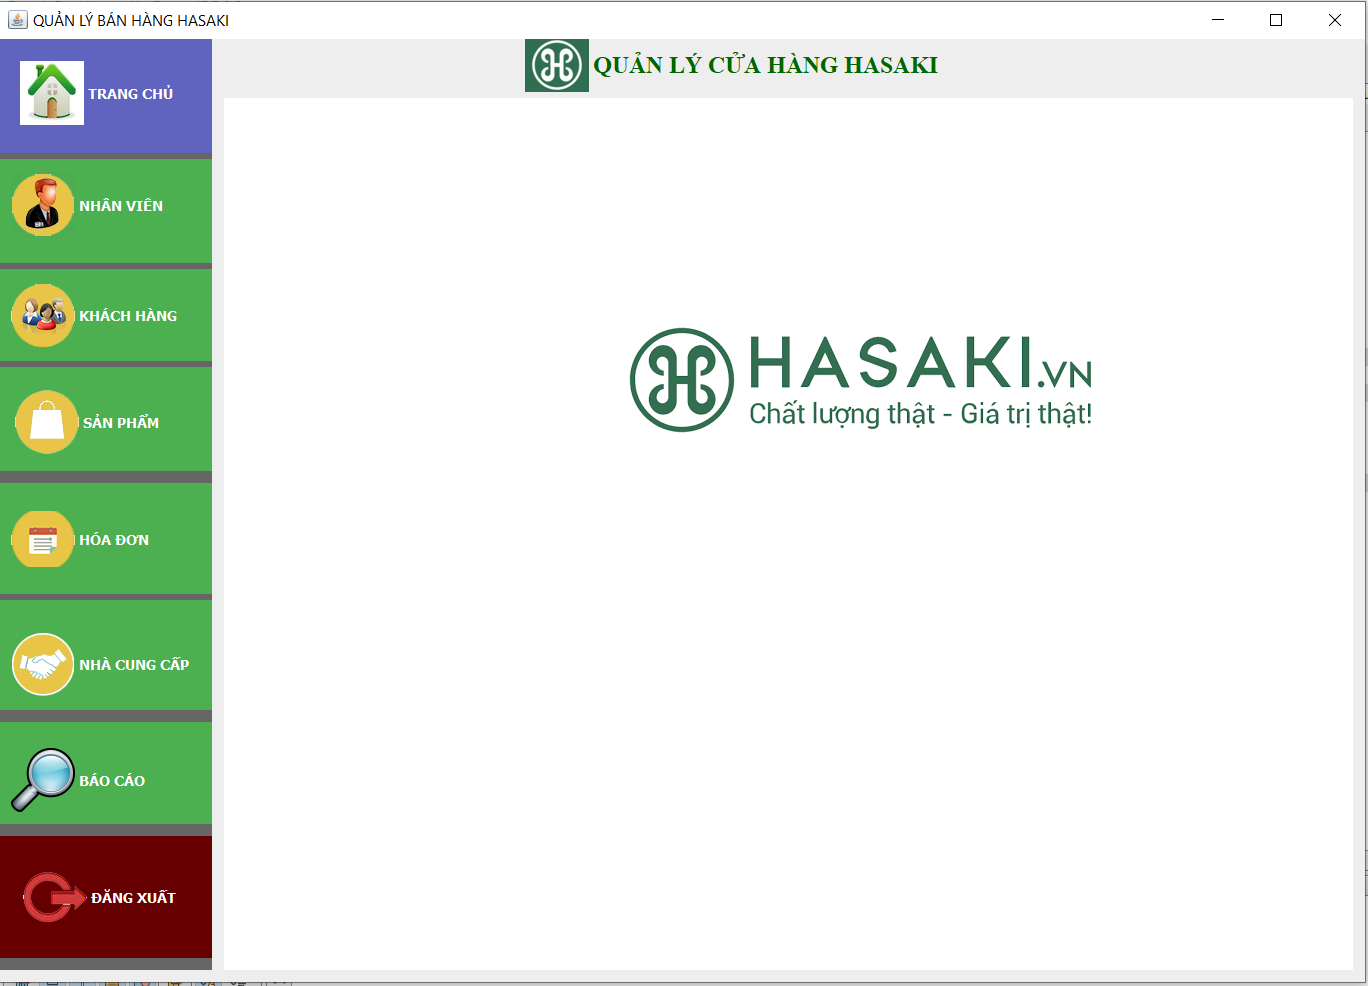 QUẢN LÝ BÁN HÀNG HASAKI
QUẢN LÝ CỬA HÀNG HASAKI
TRANG CHỦ
NHÂN VIÊN
KHÁCH HÀNG
SẢN PHẨM
HÓA ĐƠN
NHÀ CUNG CẤP
BÁO CÁO
ĐĂNG XUẤT
HASAKI.VN
Chất lượng thật - Giá trị thật!